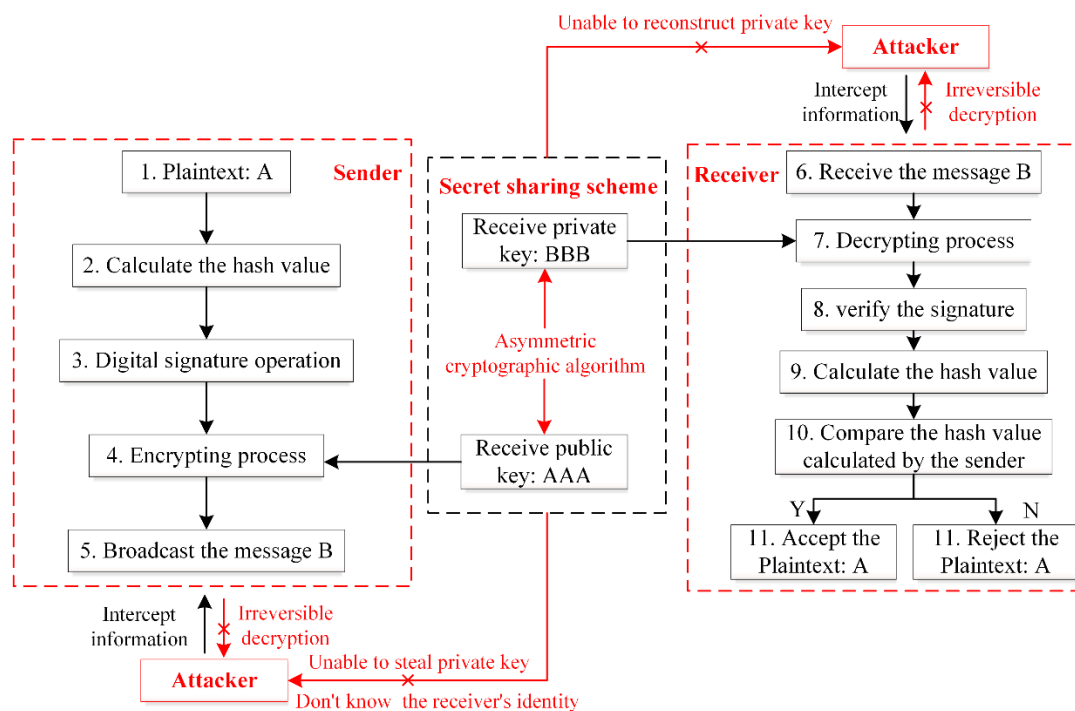 Unable to reconstruct private key
Attacker
Intercept
information
Irreversible
decryption
Sender
1. Plaintext: A
2. Calculate the hash value
3. Digital signature operation
4. Encrypting process
5. Broadcast the message B
Secret sharing scheme
Receive private
key: BBB
Asymmetric
cryptographic algorithm
Receive public
key: AAA
Receiver
6. Receive the message B
7. Decrypting process
8. verify the signature
9. Calculate the hash value
10. Compare the hash value
calculated by the sender
Y
N
11. Accept the
Plaintext: A
11. Reject the
Plaintext: A
Intercept
information
Irreversible
decryption
Attacker
Unable to steal private key
Don't know the receiver's identity